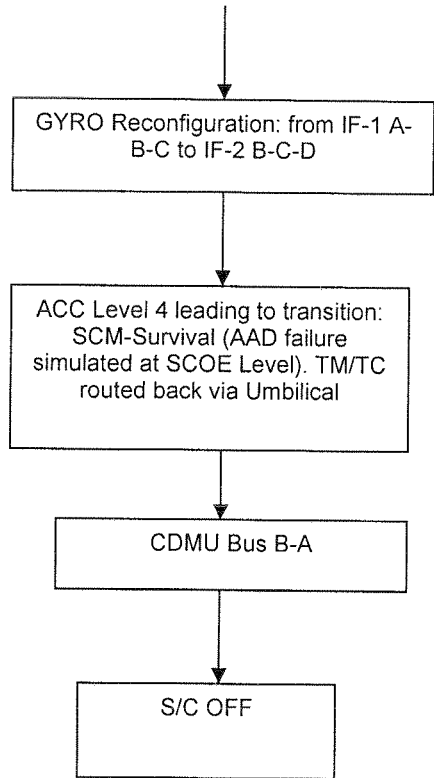 GYRO Reconfiguration: from IF-1 A-
B-C to IF-2 B-C-D
ACC Level 4 leading to transition:
SCM-Survival (AAD failure
simulated at SCOE Level). TM/TC
routed back via Umbilical
CDMU Bus B-A
S/C OFF